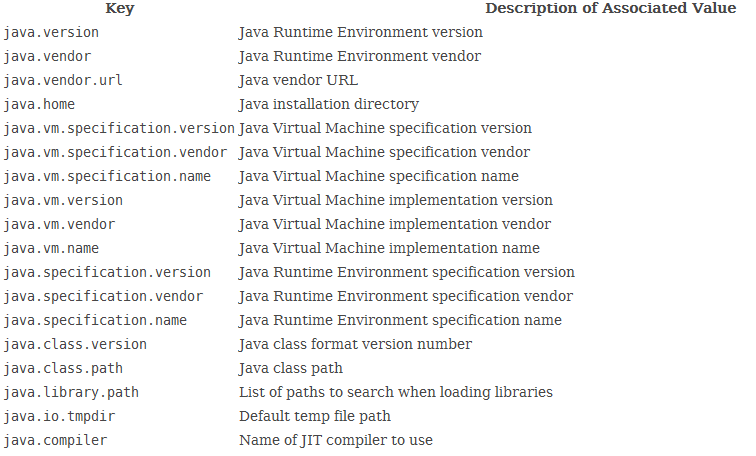 Key Description of Associated Value
java.version Java Runtime Environment version
java.vendor Java Runtime Environment vendor
java.vendor.url Java vendor URL
java.home Java installation directory
java.vm.specification.version Java Virtual Machine specification version
java.vm.specification.vendor Java Virtual Machine specification vendor
java.vm.specification.name Java Virtual Machine specification name
java.vm.version Java Virtual Machine implementation version
java.vm.vendor Java Virtual Machine implementation vendor
java.vm.name Java Virtual Machine implementation name
java.specification.version Java Runtime Environment specification version
java.specification.vendor Java Runtime Environment specification vendor
java.specification.name Java Runtime Environment specification name
java.class.version Java class format version number
java.class.path Java class path
java.library.path List of paths to search when loading libraries
java.io.tmpdir Default temp file path
java.compiler Name of JIT compiler to use